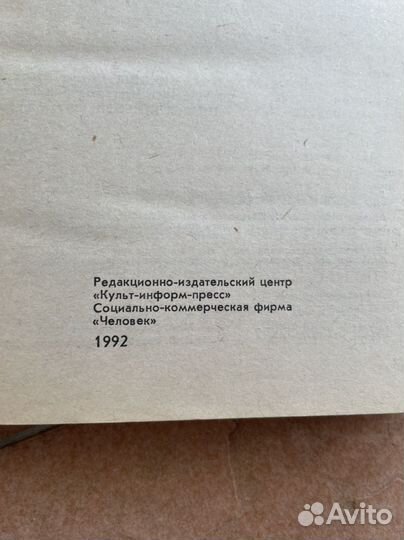 Редакционно-издательский центр
«Культ-информ-пресс»
Социально-коммерческая фирма
«Человек»
1992
Avito